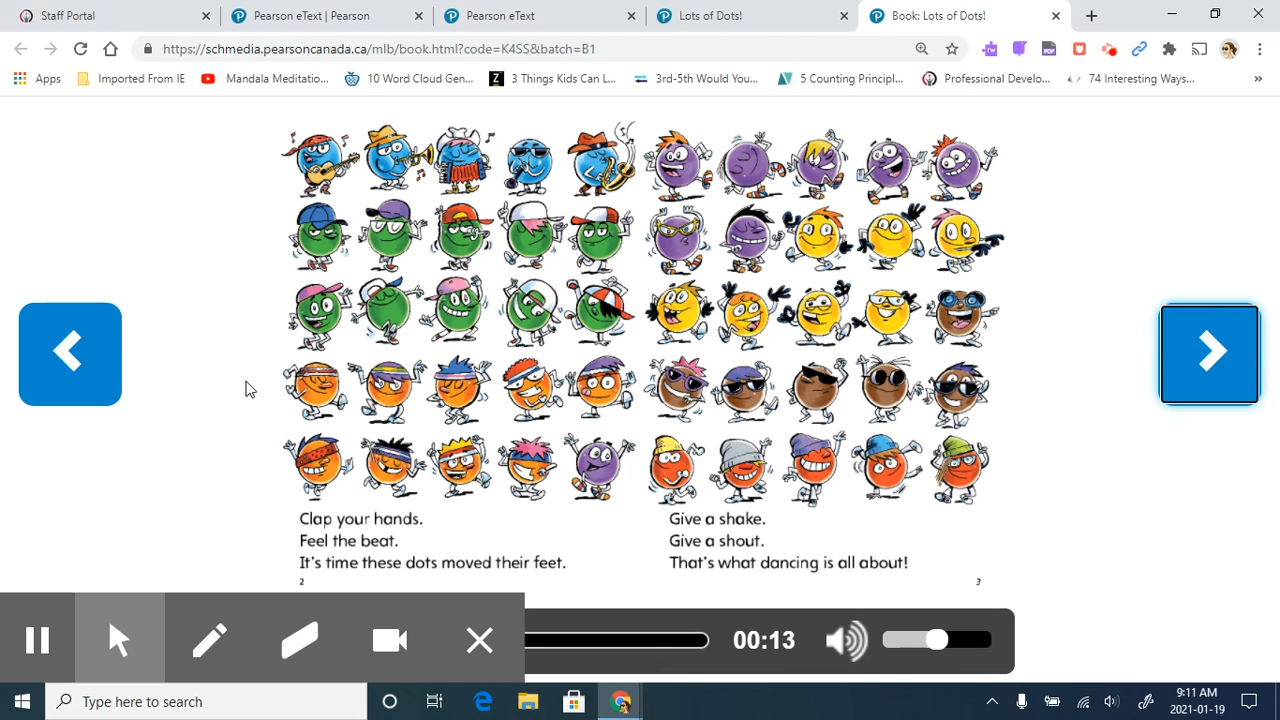 Staff Portal
Pearson eText | Pearson
Pearson eText
Lots of Dots!
Book: Lots of Dots!
https://schmedia.pearsoncanada.ca/mlb/book.html?code=K4SS&batch=B1
Apps
Imported From IE
Mandala Meditatio...
10 Word Cloud Gen...
3 Things Kids Can L...
3rd-5th Would You...
5 Counting Principl...
Professional Develo...
74 Interesting Ways...
Clap your hands.
Feel the beat.
It's time these dots moved their feet.
2
Give a shake.
Give a shout.
That's what dancing is all about!
3
00:13
Type here to search
9:11 AM
2021-01-19